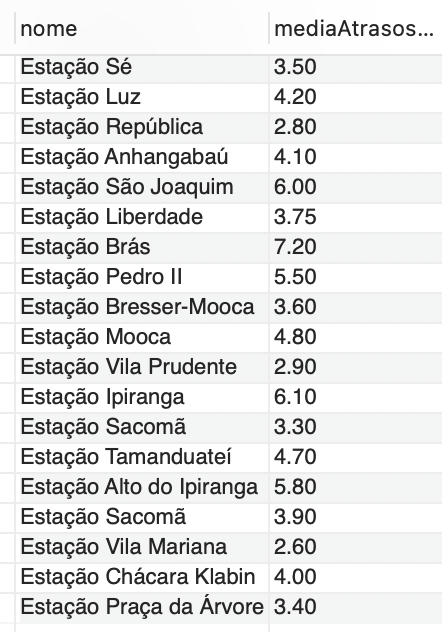 nome mediaAtrasos...
Estação Sé 3.50
Estação Luz 4.20
Estação República 2.80
Estação Anhangabaú 4.10
Estação São Joaquim 6.00
Estação Liberdade 3.75
Estação Brás 7.20
Estação Pedro II 5.50
Estação Bresser-Mooca 3.60
Estação Mooca 4.80
Estação Vila Prudente 2.90
Estação Ipiranga 6.10
Estação Sacomã 3.30
Estação Tamanduateí 4.70
Estação Alto do Ipiranga 5.80
Estação Sacomã 3.90
Estação Vila Mariana 2.60
Estação Chácara Klabin 4.00
Estação Praça da Árvore 3.40